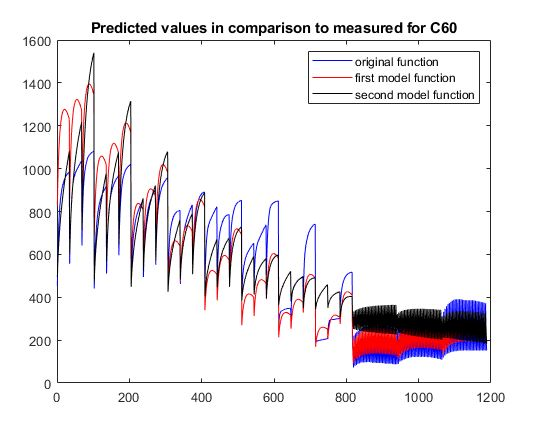 Predicted values in comparison to measured for C60
1600
1400
1200
1000
800
600
400
200
0
original function
first model function
second model function
0 200 400 600 800 1000 1200